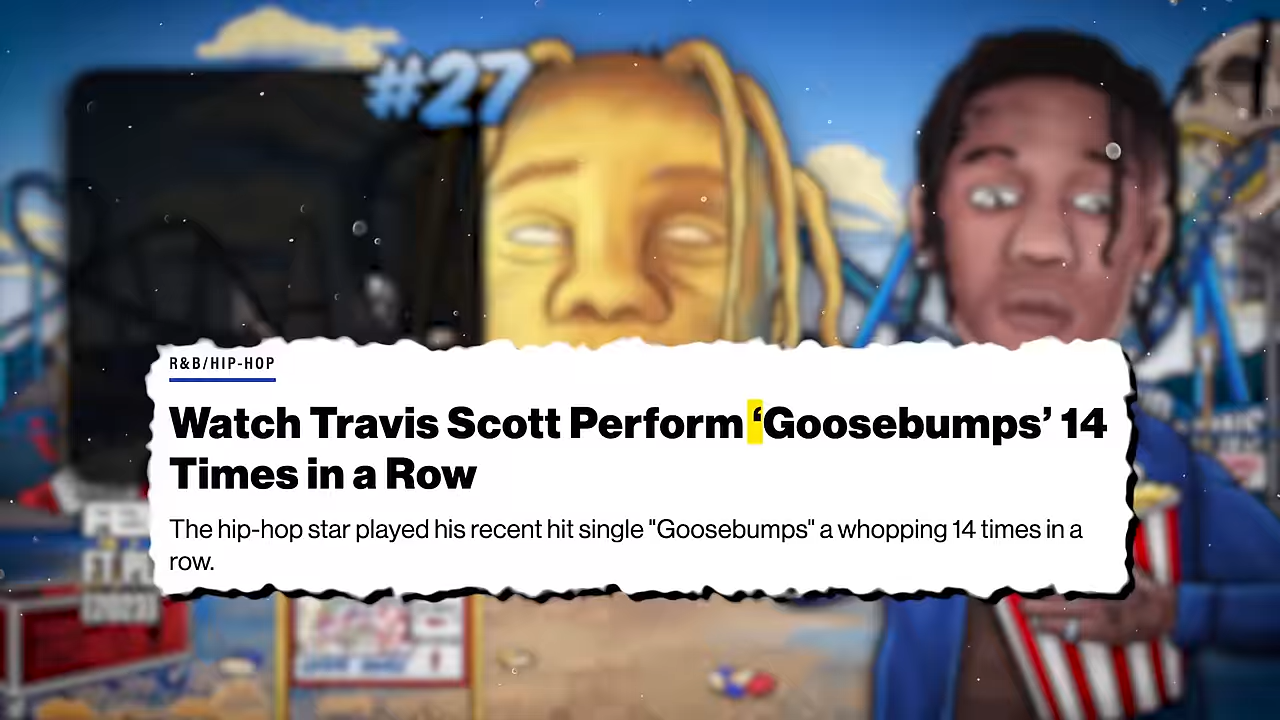 #27
R&B/HIP-HOP
Watch Travis Scott Perform ‘Goosebumps’ 14
Times in a Row
The hip-hop star played his recent hit single "Goosebumps" a whopping 14 times in a
row.
(2023)